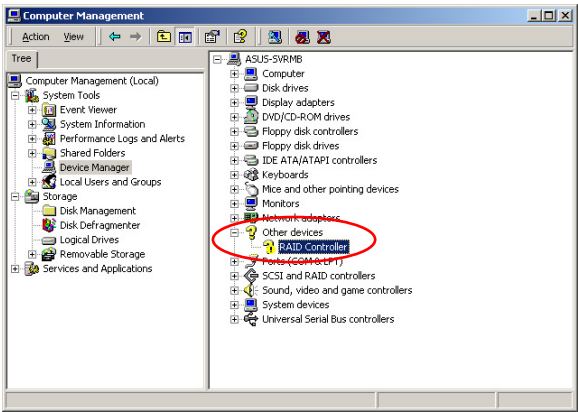 Computer Management
Action View
Tree
Computer Management (Local)
System Tools
Event Viewer
System Information
Performance Logs and Alerts
Shared Folders
Device Manager
Local Users and Groups
Storage
Disk Management
Disk Defragmenter
Logical Drives
Removable Storage
Services and Applications
ASUS-SVRMB
Computer
Disk drives
Display adapters
DVD/CD-ROM drives
Floppy disk controllers
Floppy disk drives
IDE ATA/ATAPI controllers
Keyboards
Mice and other pointing devices
Monitors
Network adapters
Other devices
RAID Controller
Ports (COM & LPT)
SCSI and RAID controllers
Sound, video and game controllers
System devices
Universal Serial Bus controllers